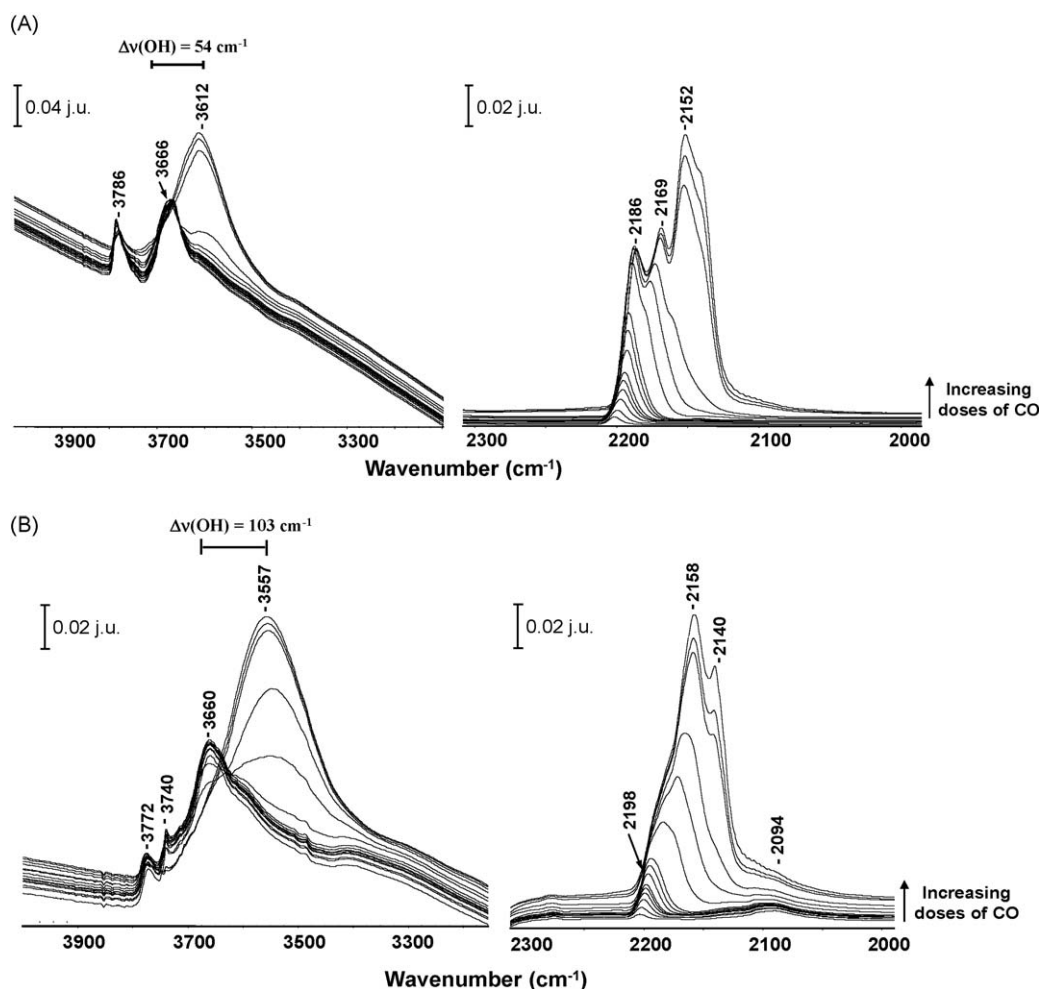 (A)
Δν(OH) = 54 cm⁻¹
0.04 j.u.
3786
3666
3612
0.02 j.u.
2186
2169
2152
Increasing
doses of CO
3900 3700 3500 3300
2300 2200 2100 2000
Wavenumber (cm⁻¹)
(B)
Δν(OH) = 103 cm⁻¹
0.02 j.u.
3772
3740
3660
3557
0.02 j.u.
2198
2158
2140
2094
Increasing
doses of CO
3900 3700 3500 3300
2300 2200 2100 2000
Wavenumber (cm⁻¹)